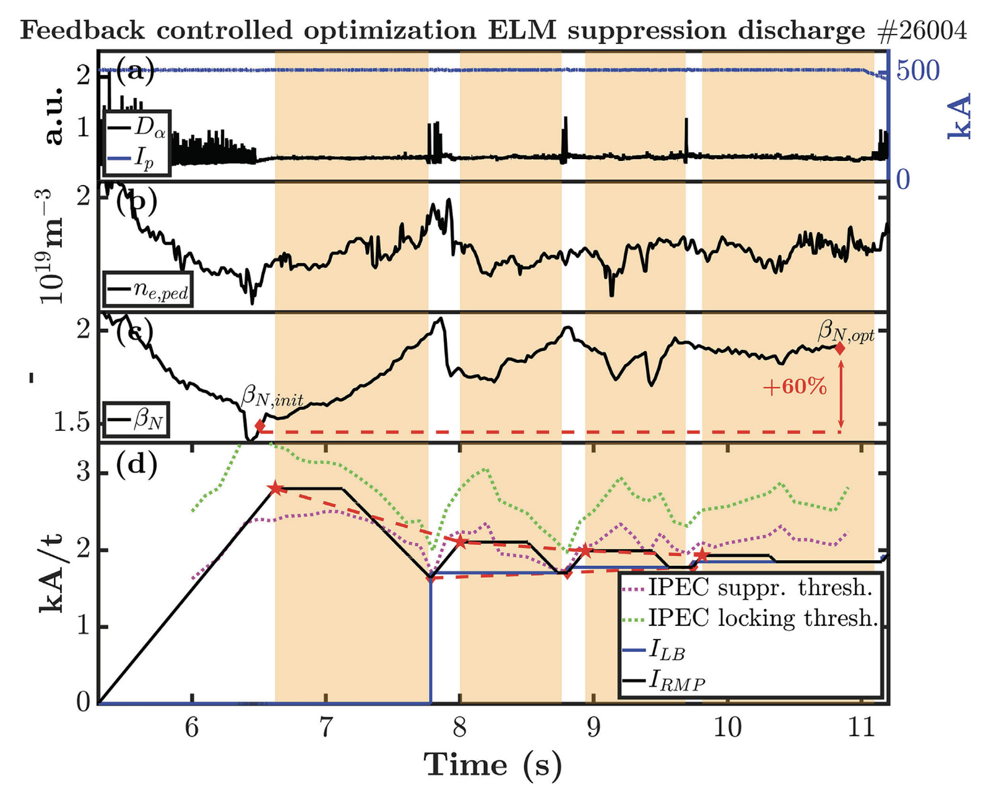 Feedback controlled optimization ELM suppression discharge #26004
(a)
2
1
a.u.
500
0
kA
Dα
Ip
(b)
2
10¹⁹m⁻³
ne,ped
(c)
2
1.5
-
βN,init
βN,opt
+60%
βN
(d)
3
2
1
0
kA/t
IPEC suppr. thresh.
IPEC locking thresh.
ILB
IRMP
6 7 8 9 10 11
Time (s)